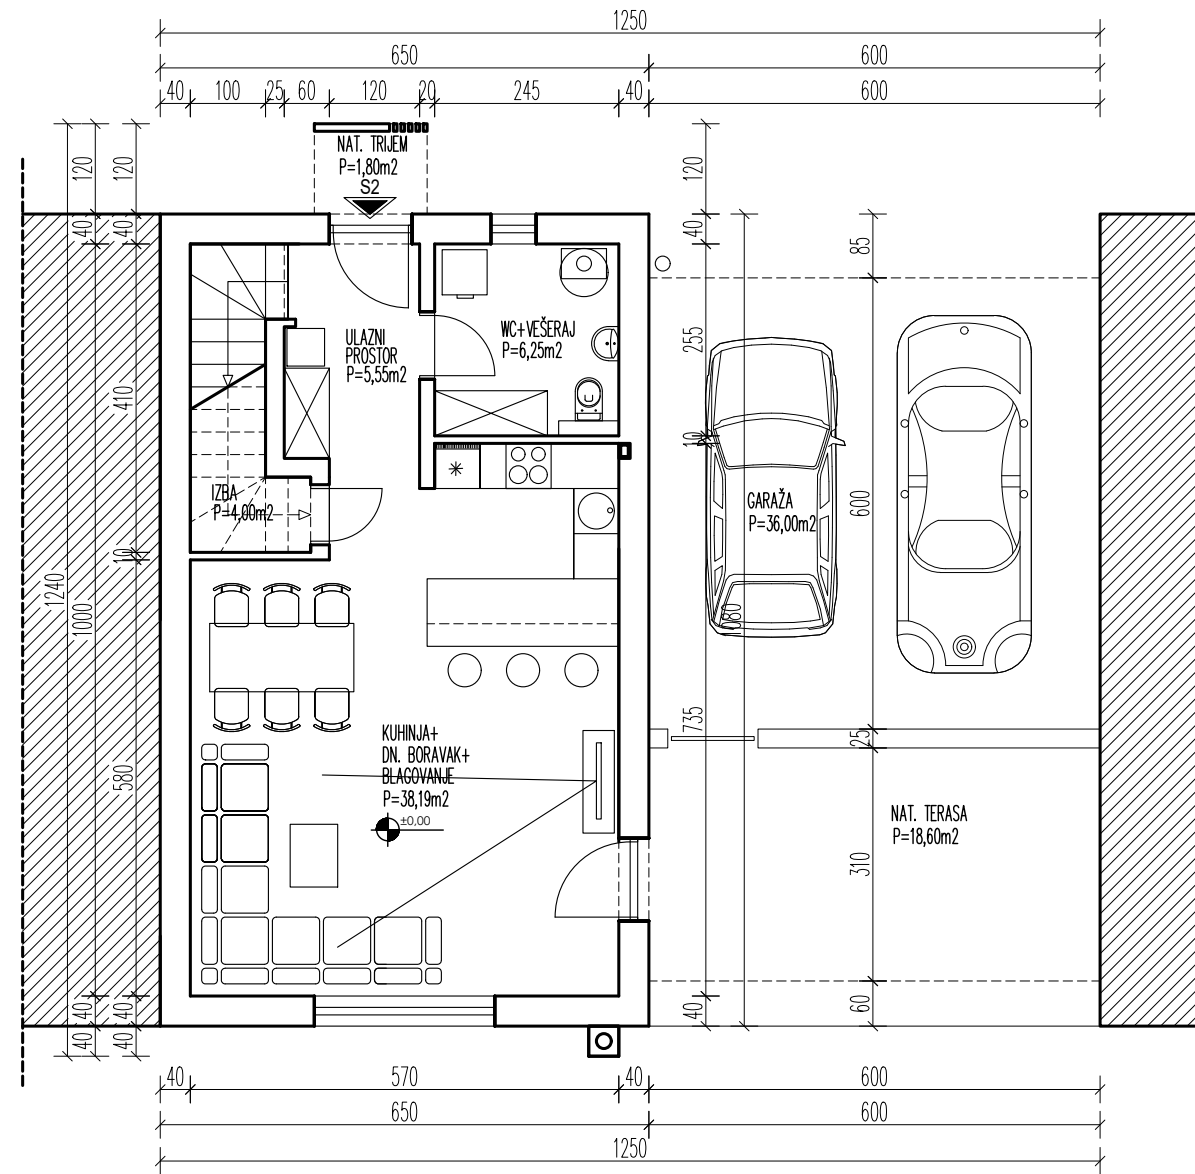 1250
650 600
40 100 25 60 120 20 245 40 600
NAT. TRIJEM
P=1,80m2
S2
120 120 120
40 40 40 85
ULAZNI
PROSTOR
P=5,55m2
WC+VEŠERAJ
P=6,25m2
255
410
10
IZBA
P=4,00m2
GARAŽA
P=36,00m2
600
10
1240
1000
1080
735
25
KUHINJA+
DN. BORAVAK+
BLAGOVANJE
P=38,19m2
±0,00
580
NAT. TERASA
P=18,60m2
310
40 40 40 60
40 40
40 570 40 600
650 600
1250